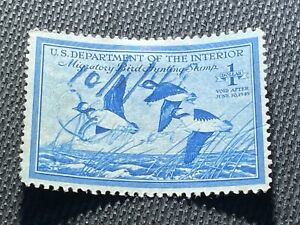 U.S. DEPARTMENT OF THE INTERIOR
Migratory Bird Hunting Stamp
1
DOLLAR
VOID AFTER
JUNE 30, 1949